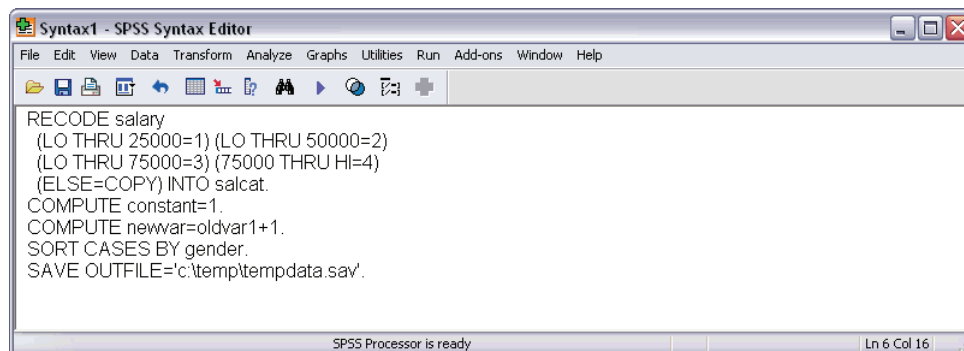 Syntax1 - SPSS Syntax Editor
File Edit View Data Transform Analyze Graphs Utilities Run Add-ons Window Help
RECODE salary
(LO THRU 25000=1) (LO THRU 50000=2)
(LO THRU 75000=3) (75000 THRU HI=4)
(ELSE=COPY) INTO salcat.
COMPUTE constant=1.
COMPUTE newvar=oldvar1+1.
SORT CASES BY gender.
SAVE OUTFILE='c:\temp\tempdata.sav'.
SPSS Processor is ready Ln 6 Col 16